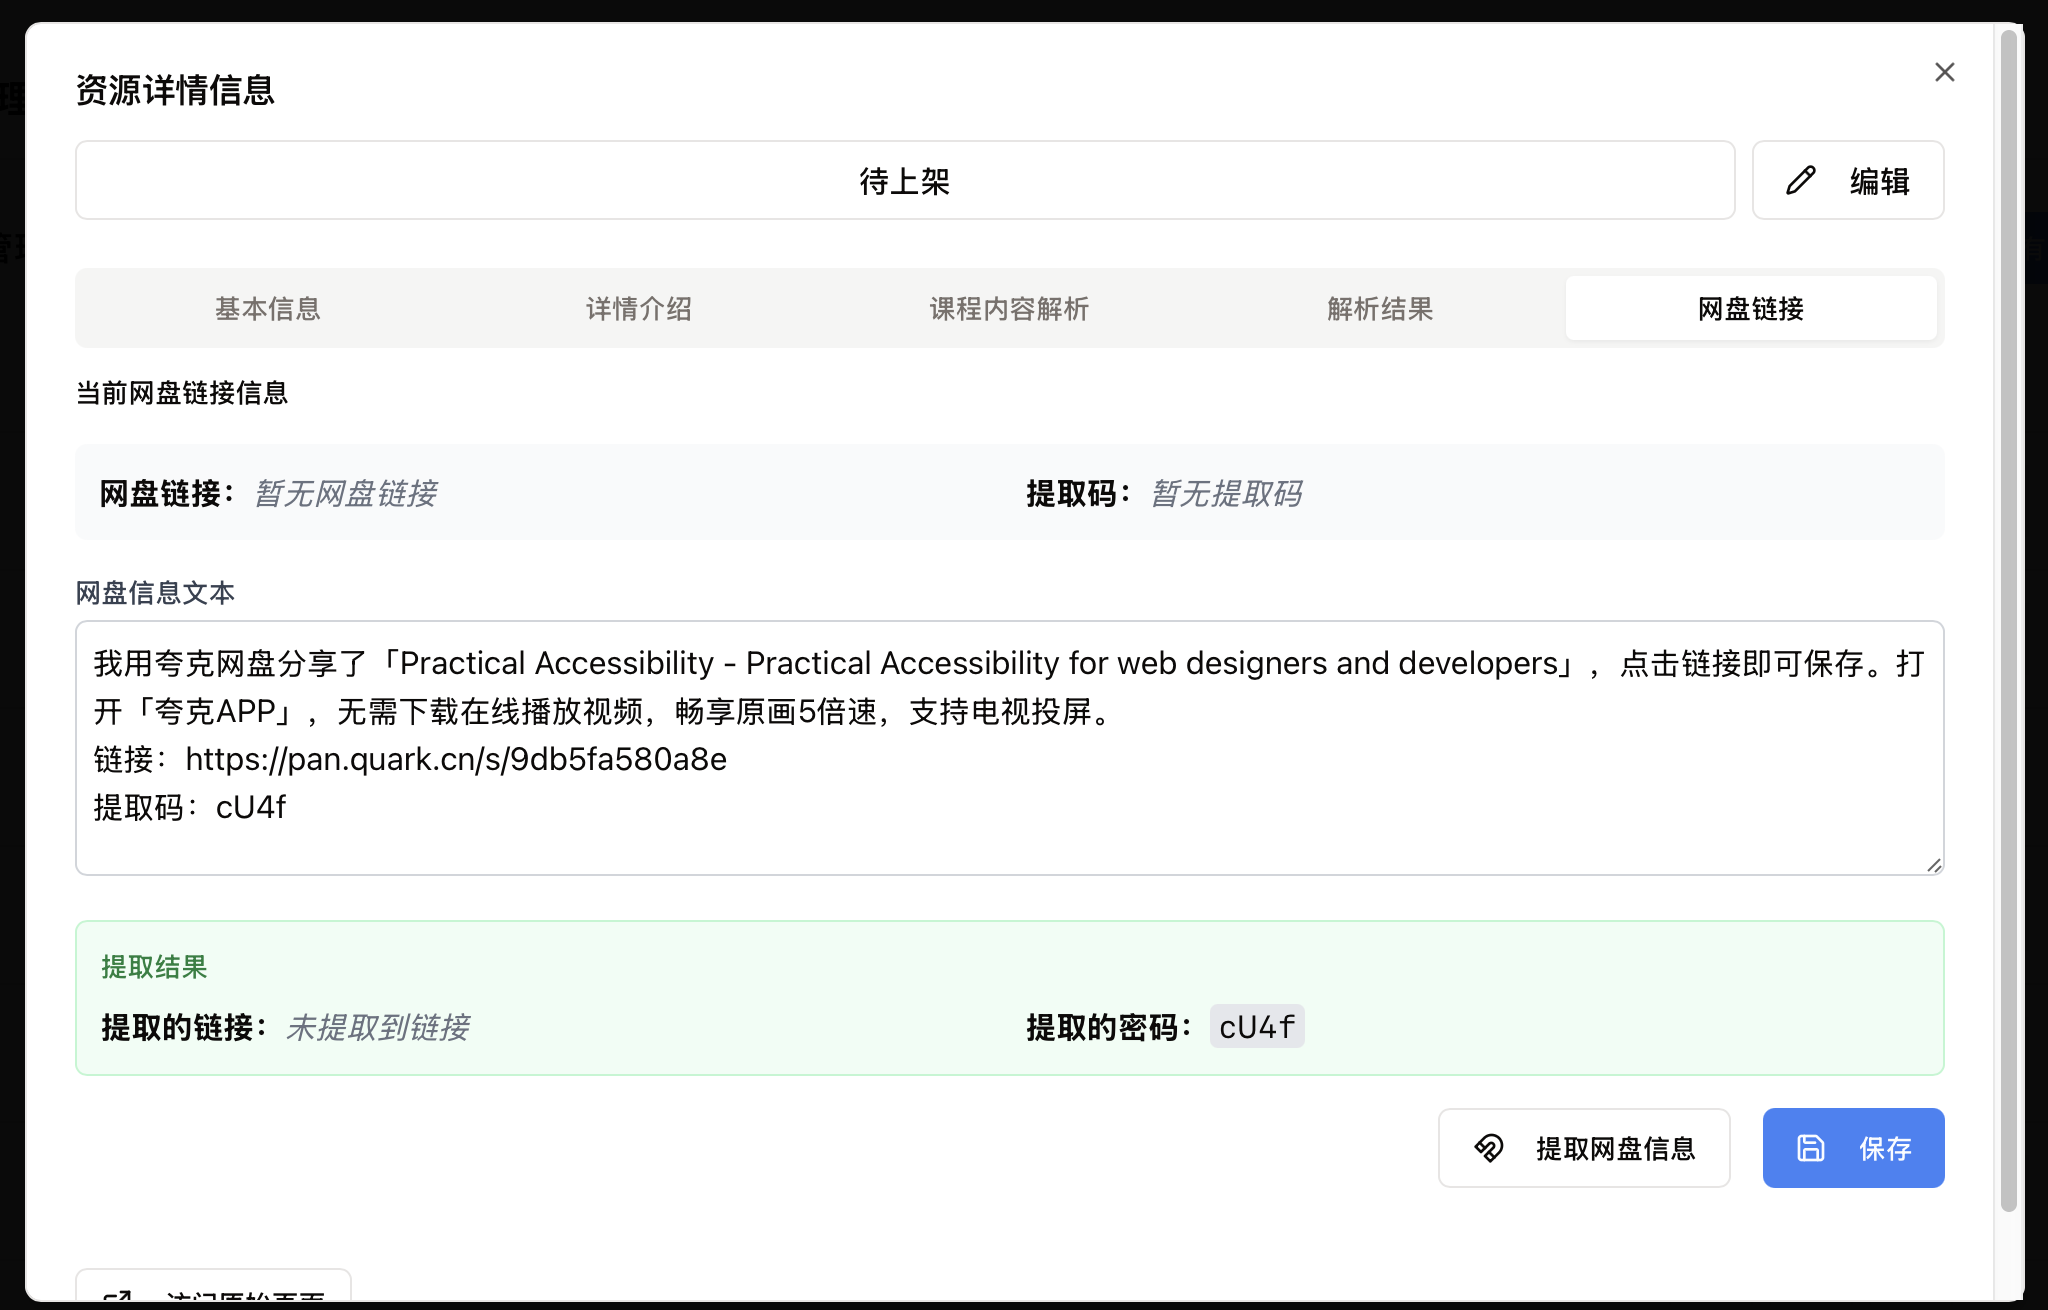 资源详情信息
待上架
编辑
基本信息
详情介绍
课程内容解析
解析结果
网盘链接
当前网盘链接信息
网盘链接： 暂无网盘链接
提取码： 暂无提取码
网盘信息文本
我用夸克网盘分享了「Practical Accessibility - Practical Accessibility for web designers and developers」，点击链接即可保存。打
开「夸克APP」，无需下载在线播放视频，畅享原画5倍速，支持电视投屏。
链接：https://pan.quark.cn/s/9db5fa580a8e
提取码：cU4f
提取结果
提取的链接： 未提取到链接
提取的密码： cU4f
提取网盘信息
保存
访问原始页面